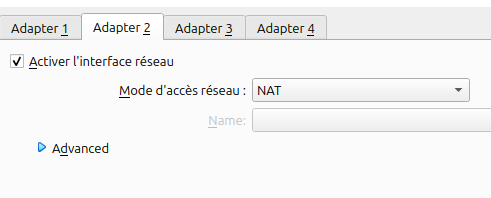 Adapter 1 Adapter 2 Adapter 3 Adapter 4
Activer l'interface réseau
Mode d'accès réseau : NAT
Name:
Advanced